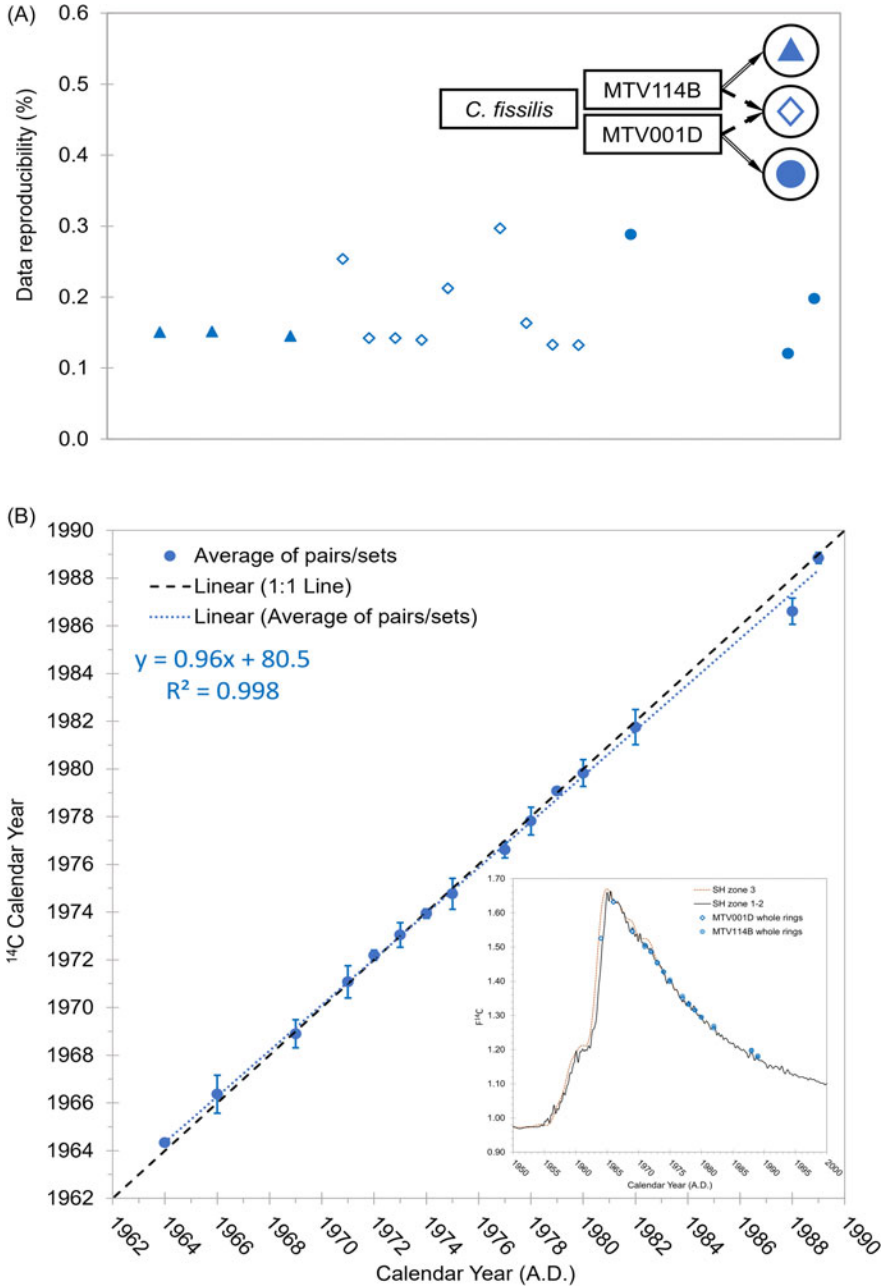 (A)
0.6
0.5
0.4
0.3
0.2
0.1
0.0
Data reproducibility (%)
C. fissilis
MTV114B
MTV001D
(B)
1990
1988
1986
1984
1982
1980
1978
1976
1974
1972
1970
1968
1966
1964
1962
¹⁴C Calendar Year
Average of pairs/sets
Linear (1:1 Line)
Linear (Average of pairs/sets)
y = 0.96x + 80.5
R² = 0.998
1.70
1.60
1.50
1.40
1.30
1.20
1.10
1.00
0.90
F¹⁴C
SH zone 3
SH zone 1-2
MTV001D whole rings
MTV114B whole rings
1950 1955 1960 1965 1970 1975 1980 1985 1990 1995 2000
Calendar Year (A.D.)
1962 1964 1966 1968 1970 1972 1974 1976 1978 1980 1982 1984 1986 1988 1990
Calendar Year (A.D.)